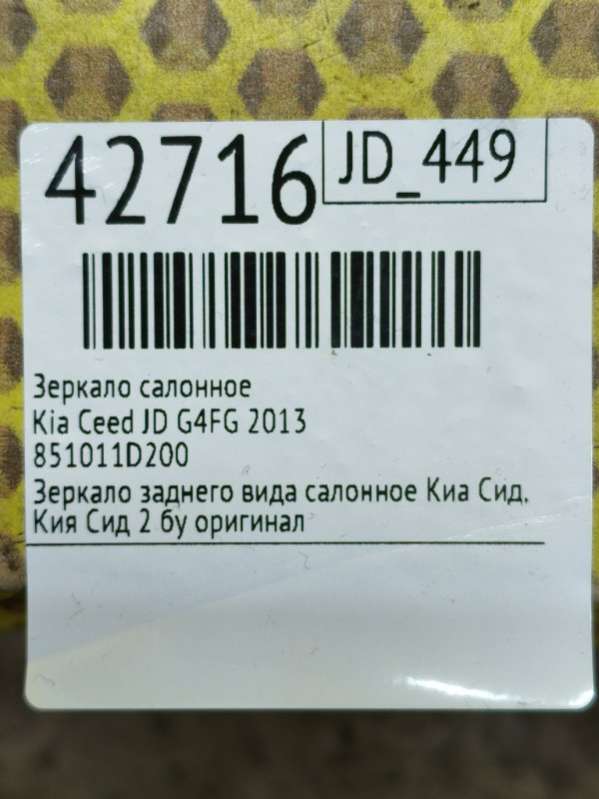 42716
JD_449
Зеркало салонное
Kia Ceed JD G4FG 2013
851011D200
Зеркало заднего вида салонное Киа Сид,
Кия Сид 2 бу оригинал